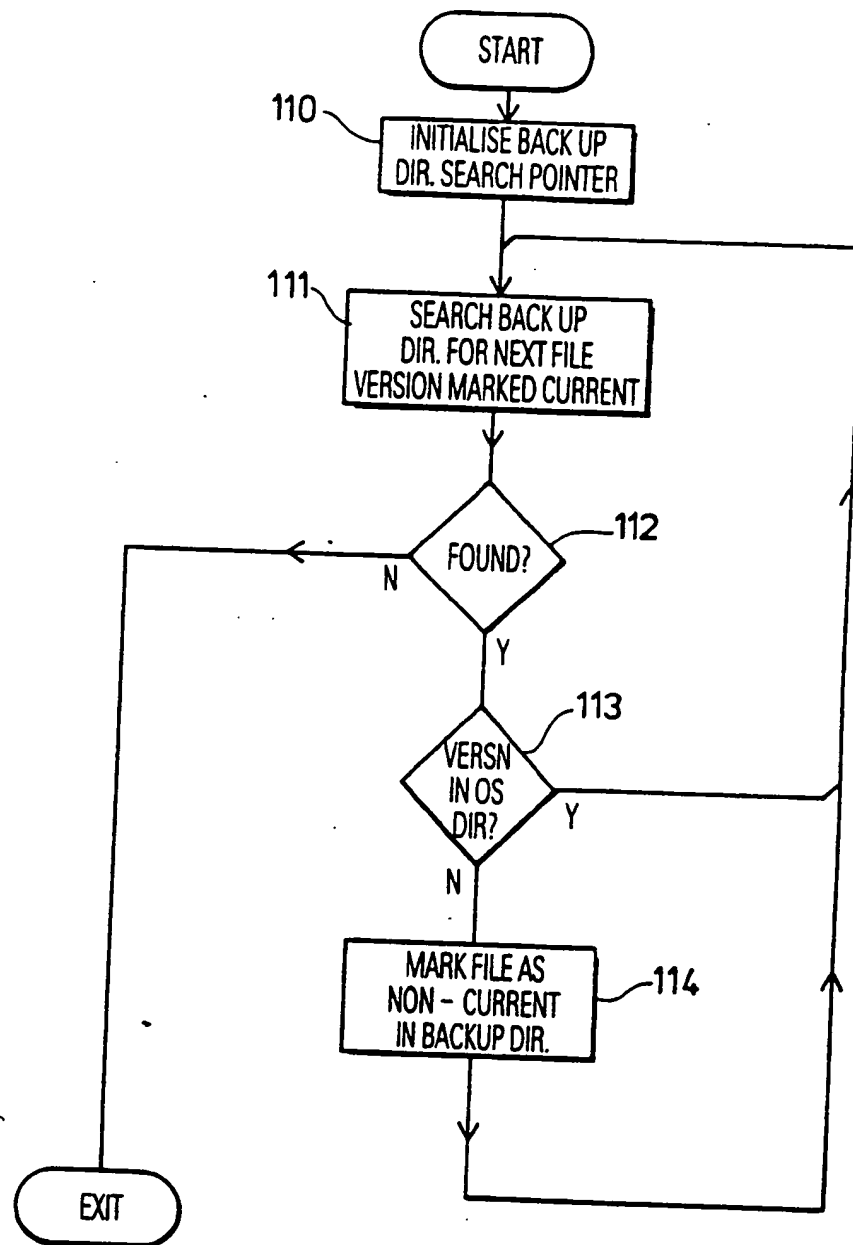 START
110
INITIALISE BACK UP
DIR. SEARCH POINTER
111
SEARCH BACK UP
DIR. FOR NEXT FILE
VERSION MARKED CURRENT
112
FOUND?
N
Y
113
VERSN
IN OS
DIR?
Y
N
MARK FILE AS
NON - CURRENT
IN BACKUP DIR.
114
EXIT